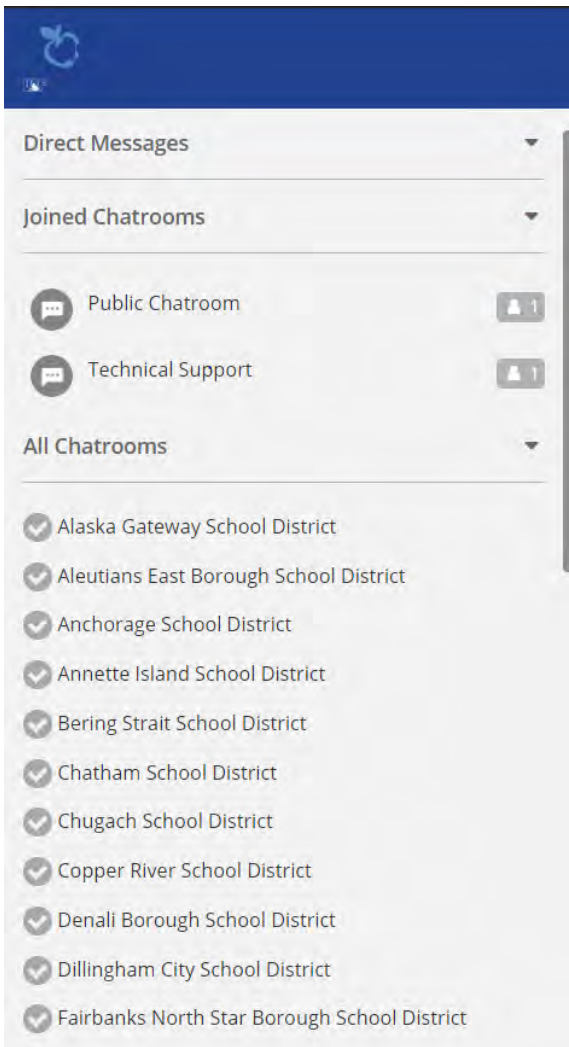 Direct Messages
Joined Chatrooms
Public Chatroom 1
Technical Support 1
All Chatrooms
Alaska Gateway School District
Aleutians East Borough School District
Anchorage School District
Annette Island School District
Bering Strait School District
Chatham School District
Chugach School District
Copper River School District
Denali Borough School District
Dillingham City School District
Fairbanks North Star Borough School District